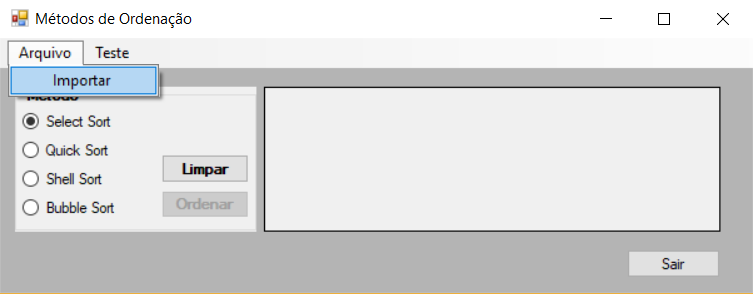 Métodos de Ordenação
Arquivo Teste
Importar
Método
Select Sort
Quick Sort
Shell Sort
Bubble Sort
Limpar
Ordenar
Sair